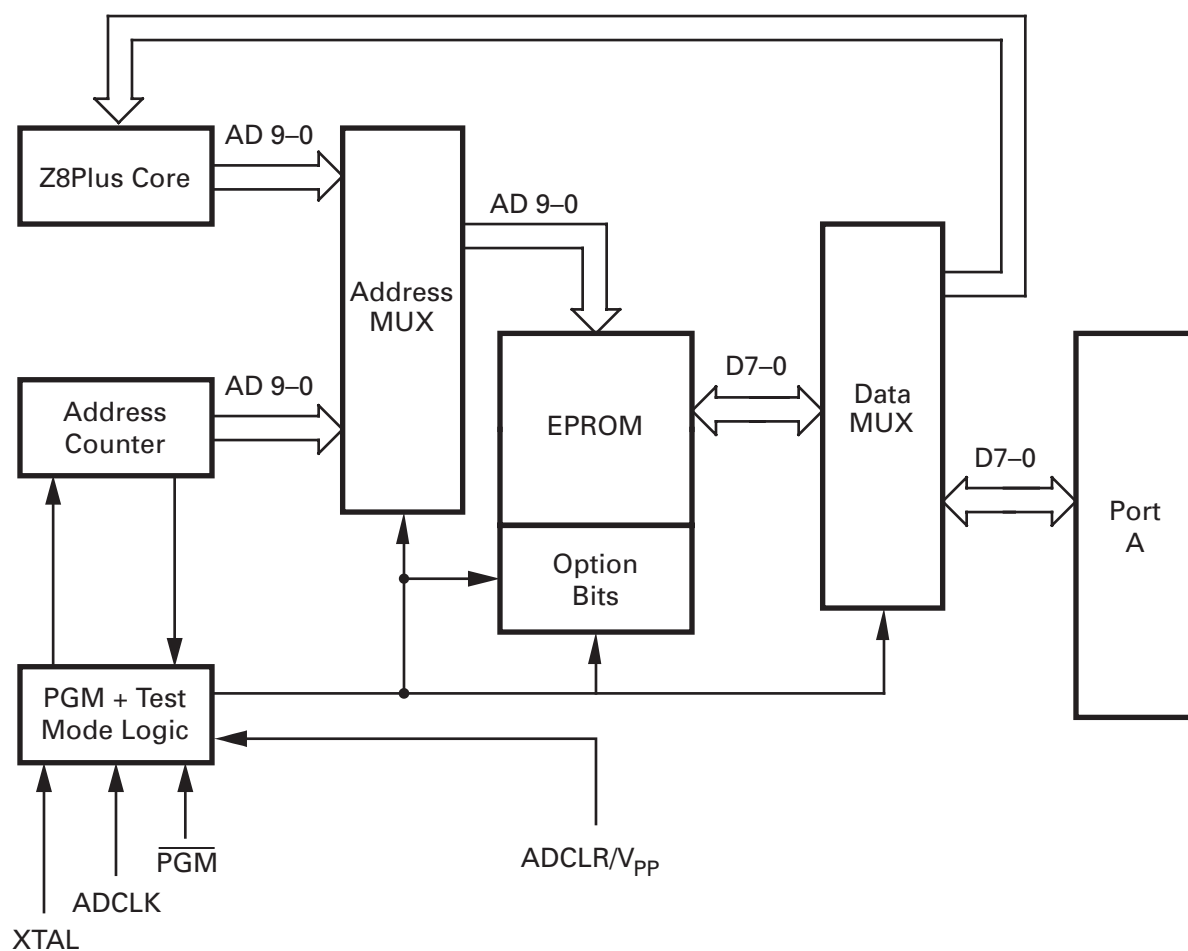 AD 9–0
Z8Plus Core
AD 9–0
Address
MUX
D7–0
AD 9–0
Address
Counter
EPROM
Data
MUX
D7–0
Port
A
Option
Bits
PGM + Test
Mode Logic
PGM
ADCLR/VPP
ADCLK
XTAL